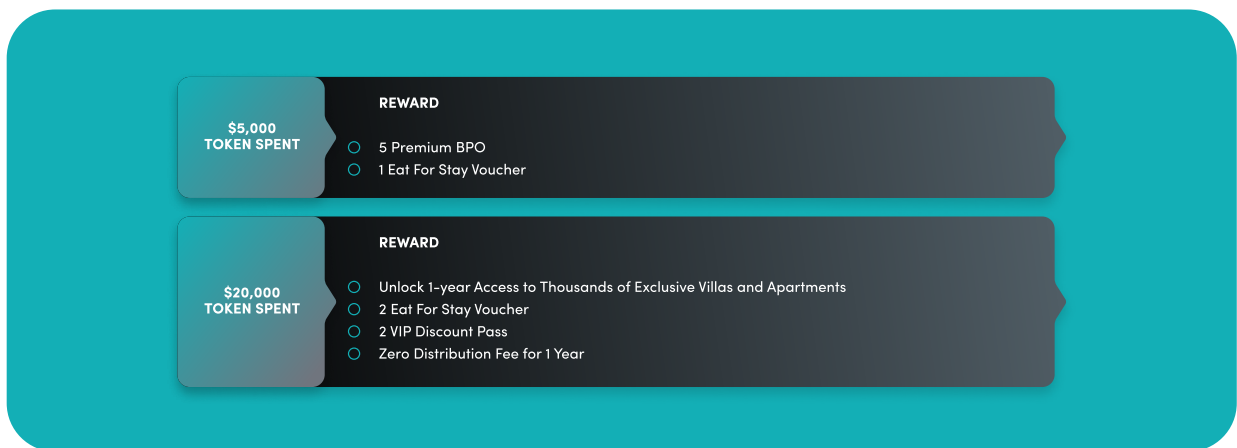 $5,000
TOKEN SPENT
REWARD
5 Premium BPO
1 Eat For Stay Voucher
$20,000
TOKEN SPENT
REWARD
Unlock 1-year Access to Thousands of Exclusive Villas and Apartments
2 Eat For Stay Voucher
2 VIP Discount Pass
Zero Distribution Fee for 1 Year